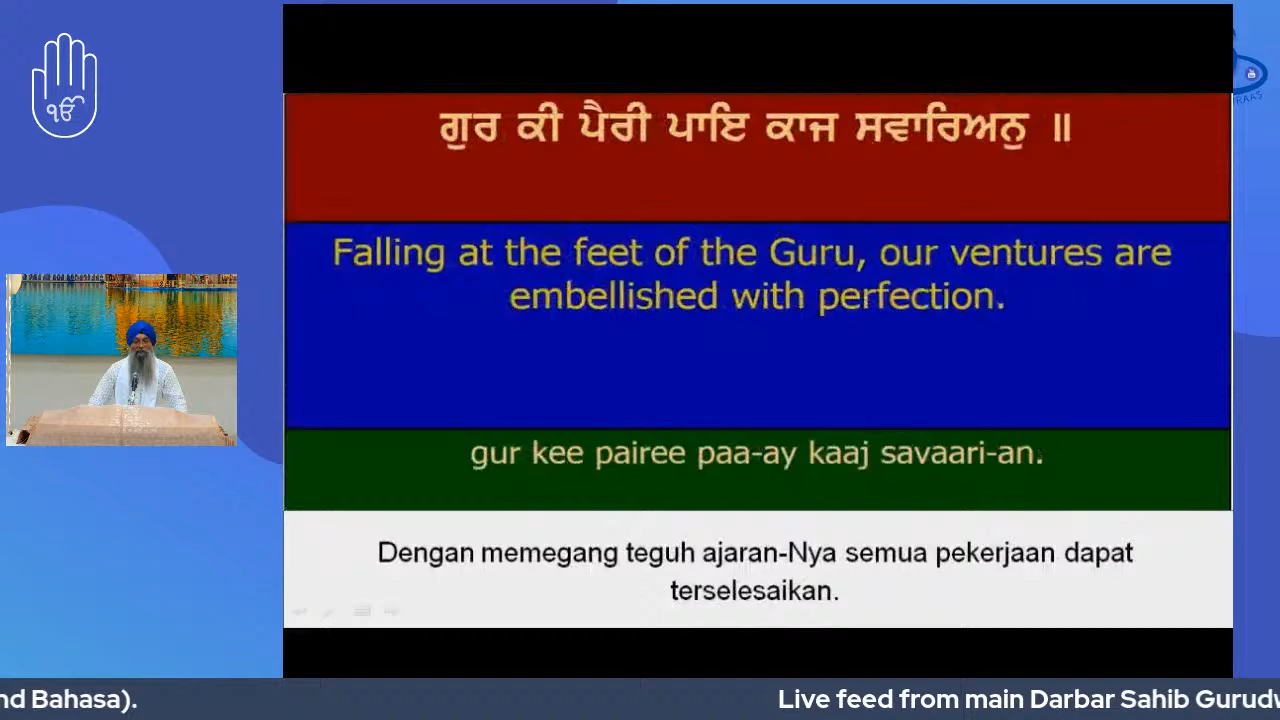 ੴ
ਗੁਰ ਕੀ ਪੈਰੀ ਪਾਇ ਕਾਜ ਸਵਾਰਿਅਨੁ ॥
Falling at the feet of the Guru, our ventures are
embellished with perfection.
gur kee pairee paa-ay kaaj savaari-an.
Dengan memegang teguh ajaran-Nya semua pekerjaan dapat
terselesaikan.
nd Bahasa). Live feed from main Darbar Sahib Gurudw